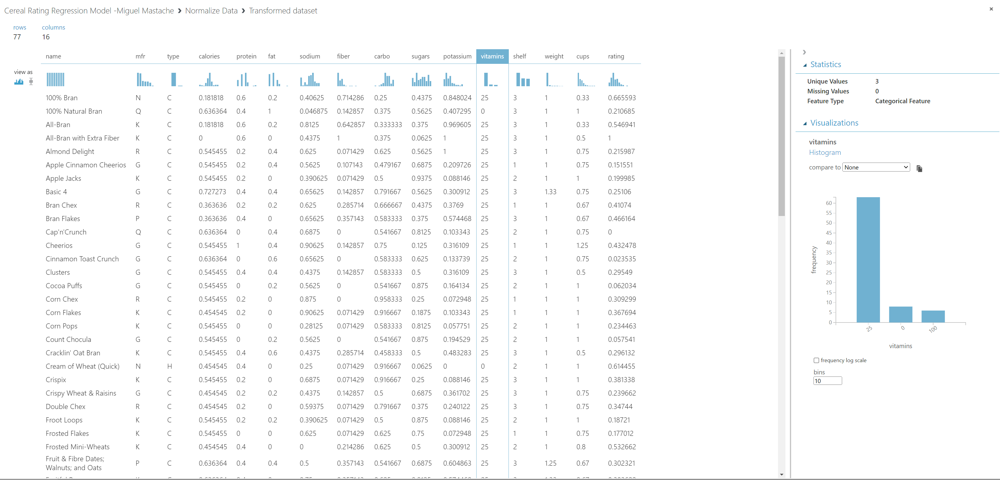 Cereal Rating Regression Model -Miguel Mastache › Normalize Data › Transformed dataset
rows columns
77 16
name mfr type calories protein fat sodium fiber carbo sugars potassium vitamins shelf weight cups rating
view as
100% Bran N C 0.181818 0.6 0.2 0.40625 0.714286 0.25 0.4375 0.848024 25 3 1 0.33 0.665593
100% Natural Bran Q C 0.636364 0.4 1 0.046875 0.142857 0.375 0.5625 0.407295 0 3 1 1 0.210685
All-Bran K C 0.181818 0.6 0.2 0.8125 0.642857 0.333333 0.375 0.969605 25 3 1 0.33 0.546941
All-Bran with Extra Fiber K C 0 0.6 0 0.4375 1 0.375 0.0625 1 25 3 1 0.5 1
Almond Delight R C 0.545455 0.2 0.4 0.625 0.071429 0.625 0.5625 1 25 3 1 0.75 0.215987
Apple Cinnamon Cheerios G C 0.545455 0.2 0.4 0.5625 0.107143 0.479167 0.6875 0.209726 25 1 1 0.75 0.151551
Apple Jacks K C 0.545455 0.2 0 0.390625 0.071429 0.5 0.9375 0.088146 25 2 1 1 0.199985
Basic 4 G C 0.727273 0.4 0.4 0.65625 0.142857 0.791667 0.5625 0.300912 25 3 1.33 0.75 0.25106
Bran Chex R C 0.363636 0.2 0.2 0.625 0.285714 0.666667 0.4375 0.3769 25 1 1 0.67 0.41074
Bran Flakes P C 0.363636 0.4 0 0.65625 0.357143 0.583333 0.375 0.574468 25 3 1 0.67 0.466164
Cap'n'Crunch Q C 0.636364 0 0.4 0.6875 0 0.541667 0.8125 0.103343 25 2 1 0.75 0
Cheerios G C 0.545455 1 0.4 0.90625 0.142857 0.75 0.125 0.316109 25 1 1 1.25 0.432478
Cinnamon Toast Crunch G C 0.636364 0 0.6 0.65625 0 0.583333 0.625 0.133739 25 2 1 0.75 0.023535
Clusters G C 0.545455 0.4 0.4 0.4375 0.142857 0.583333 0.5 0.316109 25 3 1 0.5 0.29549
Cocoa Puffs G C 0.545455 0 0.2 0.5625 0 0.541667 0.875 0.164134 25 2 1 1 0.062034
Corn Chex R C 0.545455 0.2 0 0.875 0 0.958333 0.25 0.072948 25 1 1 1 0.309299
Corn Flakes K C 0.454545 0.2 0 0.90625 0.071429 0.916667 0.1875 0.103343 25 1 1 1 0.367694
Corn Pops K C 0.545455 0 0 0.28125 0.071429 0.583333 0.8125 0.057751 25 2 1 1 0.234463
Count Chocula G C 0.545455 0 0.2 0.5625 0 0.541667 0.875 0.194529 25 2 1 1 0.057541
Cracklin' Oat Bran K C 0.545455 0.4 0.6 0.4375 0.285714 0.458333 0.5 0.483283 25 3 1 0.5 0.296132
Cream of Wheat (Quick) N H 0.454545 0.4 0 0.25 0.071429 0.916667 0.0625 0 0 2 1 1 0.614455
Crispix K C 0.545455 0.2 0 0.6875 0.071429 0.916667 0.25 0.088146 25 3 1 1 0.381338
Crispy Wheat & Raisins G C 0.454545 0.2 0.2 0.4375 0.142857 0.5 0.6875 0.361702 25 3 1 0.75 0.239662
Double Chex R C 0.454545 0.2 0 0.59375 0.071429 0.791667 0.375 0.240122 25 3 1 0.75 0.34744
Froot Loops K C 0.545455 0.2 0.2 0.390625 0.071429 0.5 0.875 0.088146 25 2 1 1 0.18721
Frosted Flakes K C 0.545455 0 0 0.625 0.071429 0.625 0.75 0.072948 25 1 1 0.75 0.177012
Frosted Mini-Wheats K C 0.454545 0.4 0 0 0.214286 0.625 0.5 0.300912 25 2 1 0.8 0.532662
Fruit & Fibre Dates;
Walnuts; and Oats P C 0.636364 0.4 0.4 0.5 0.357143 0.541667 0.6875 0.604863 25 3 1.25 0.67 0.302321
Statistics
Unique Values 3
Missing Values 0
Feature Type Categorical Feature
Visualizations
vitamins
Histogram
compare to None
60
55
50
45
40
35
30
25
20
15
10
5
0
frequency
25 0 100
vitamins
frequency log scale
bins
10